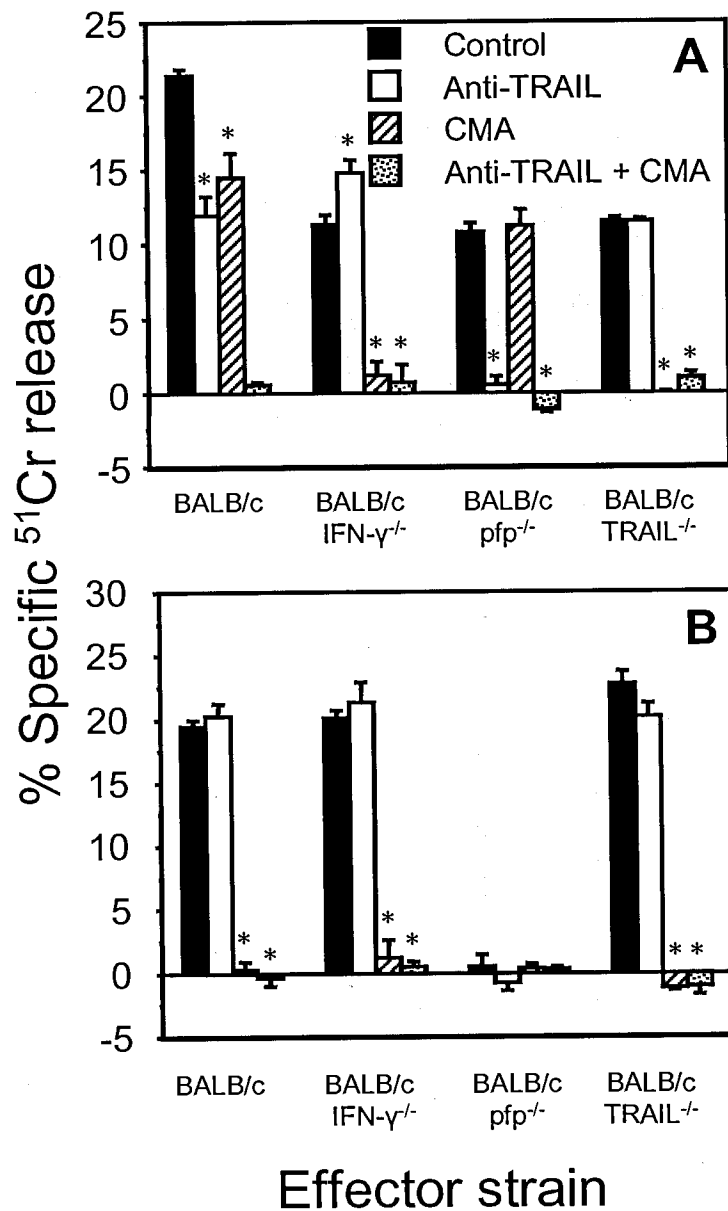 25
20
15
10
5
0
-5
Control
Anti-TRAIL
CMA
Anti-TRAIL + CMA
A
* * * * * * * * *
BALB/c
BALB/c
IFN-γ-/-
BALB/c
pfp-/-
BALB/c
TRAIL-/-
% Specific 51Cr release
30
25
20
15
10
5
0
-5
B
* * * * * *
BALB/c
BALB/c
IFN-γ-/-
BALB/c
pfp-/-
BALB/c
TRAIL-/-
Effector strain